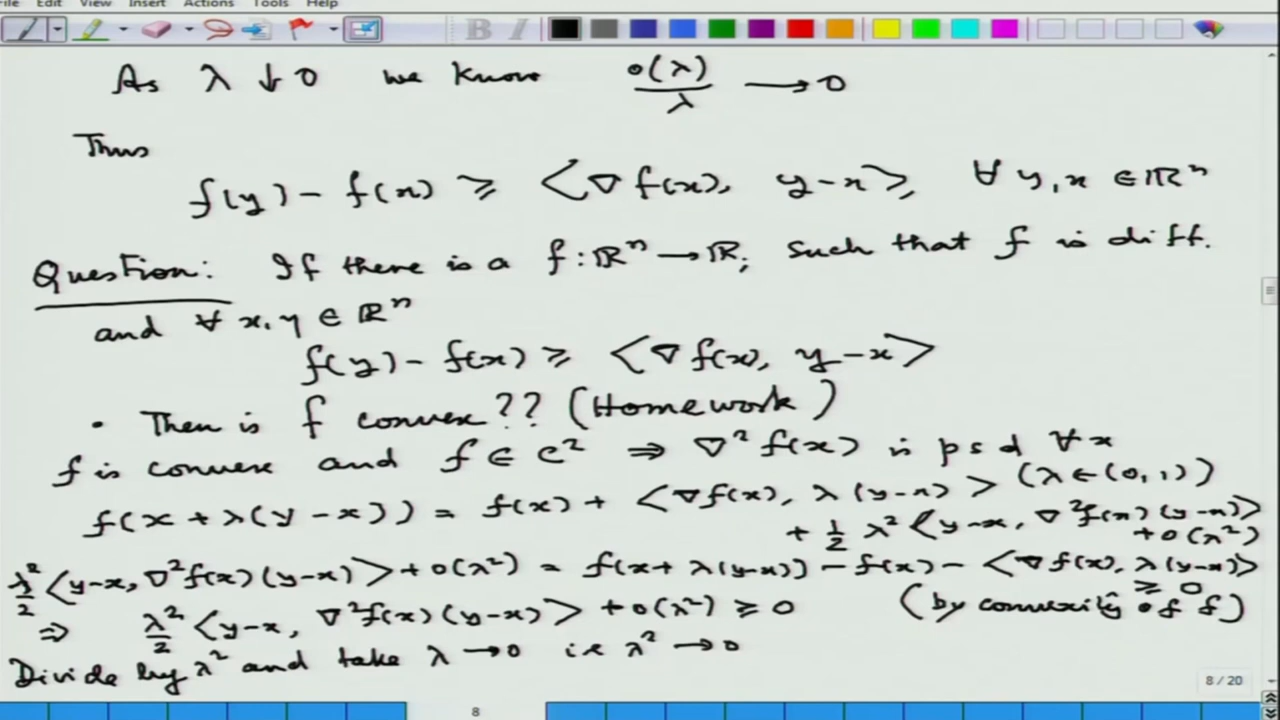 File Edit View Insert Actions Tools Help
As λ ↓ 0 we know o(λ)/λ → 0
Thus
f(y) - f(x) ≥ <∇f(x), y-x>, ∀ y, x ∈ ℝⁿ
Question: If there is a f: ℝⁿ → ℝ, such that f is diff.
and ∀ x, y ∈ ℝⁿ
f(y) - f(x) ≥ <∇f(x), y-x>
• Then is f convex?? (Homework)
f is convex and f ∈ C² ⇒ ∇²f(x) is psd ∀x
f(x + λ(y-x)) = f(x) + <∇f(x), λ(y-x)> (λ ∈ (0,1))
+ ½ λ² <y-x, ∇²f(x)(y-x)>
+ o(λ²)
λ²/2 <y-x, ∇²f(x)(y-x)> + o(λ²) = f(x+λ(y-x)) - f(x) - <∇f(x), λ(y-x)>
≥ 0
⇒ λ²/2 <y-x, ∇²f(x)(y-x)> + o(λ²) ≥ 0 (by convexity of f)
Divide by λ² and take λ → 0 ie λ² → 0
8 / 20
8